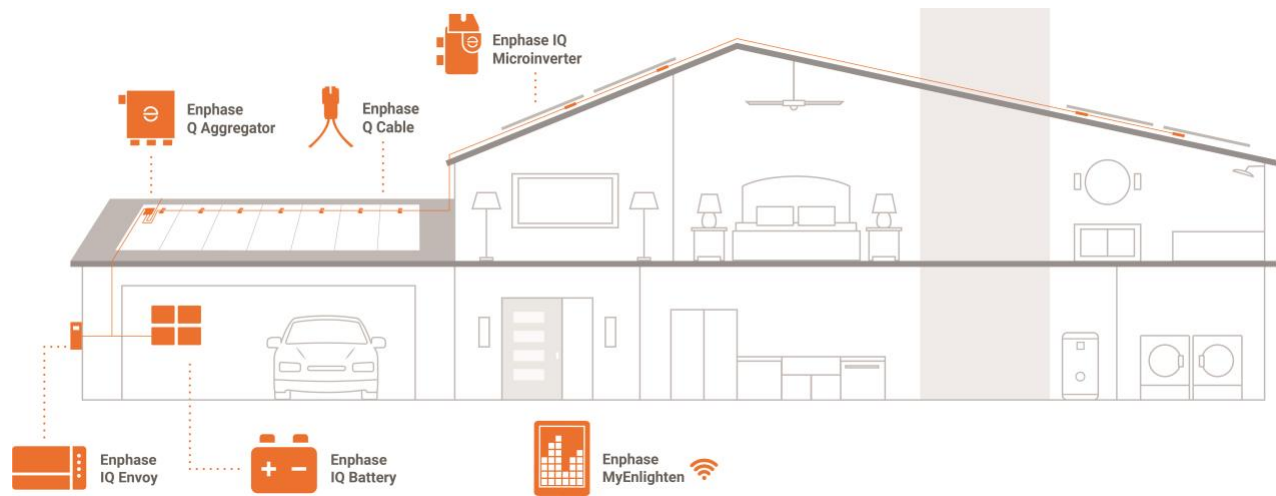 Enphase IQ
Microinverter
Enphase
Q Aggregator
Enphase
Q Cable
Enphase
IQ Envoy
Enphase
IQ Battery
Enphase
MyEnlighten